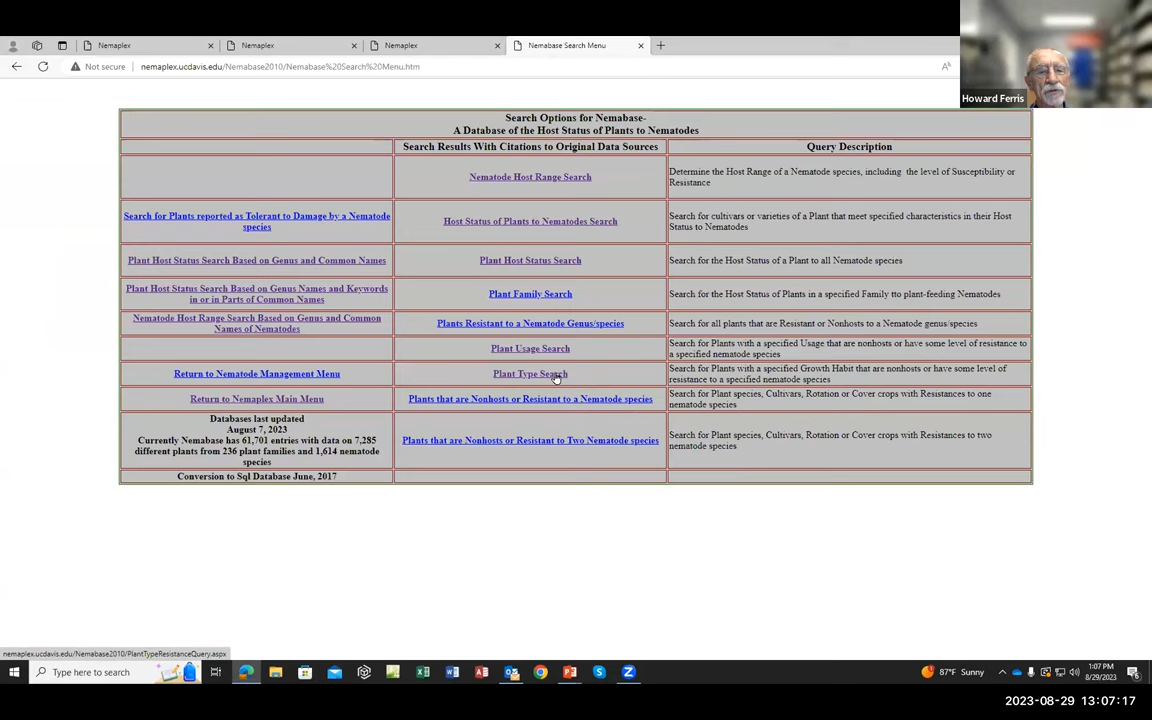 Nemaplex
Nemaplex
Nemaplex
Nemabase Search Menu
Not secure
nemaplex.ucdavis.edu/Nemabase2010/Nemabase%20Search%20Menu.htm
Howard Ferris
Search Options for Nemabase-
A Database of the Host Status of Plants to Nematodes
Search Results With Citations to Original Data Sources
Query Description
Nematode Host Range Search
Determine the Host Range of a Nematode species, including the level of Susceptibility or
Resistance
Search for Plants reported as Tolerant to Damage by a Nematode
species
Host Status of Plants to Nematodes Search
Search for cultivars or varieties of a Plant that meet specified characteristics in their Host
Status to Nematodes
Plant Host Status Search Based on Genus and Common Names
Plant Host Status Search
Search for the Host Status of a Plant to all Nematode species
Plant Host Status Search Based on Genus Names and Keywords
in or in Parts of Common Names
Plant Family Search
Search for the Host Status of Plants in a specified Family tto plant-feeding Nematodes
Nematode Host Range Search Based on Genus and Common
Names of Nematodes
Plants Resistant to a Nematode Genus/species
Search for all plants that are Resistant or Nonhosts to a Nematode genus/species
Plant Usage Search
Search for Plants with a specified Usage that are nonhosts or have some level of resistance to
a specified nematode species
Return to Nematode Management Menu
Plant Type Search
Search for Plants with a specified Growth Habit that are nonhosts or have some level of
resistance to a specified nematode species
Return to Nemaplex Main Menu
Plants that are Nonhosts or Resistant to a Nematode species
Search for Plant species, Cultivars, Rotation or Cover crops with Resistances to one
nematode species
Databases last updated
August 7, 2023
Currently Nemabase has 61,701 entries with data on 7,285
different plants from 236 plant families and 1,614 nematode
species
Plants that are Nonhosts or Resistant to Two Nematode species
Search for Plant species, Cultivars, Rotation or Cover crops with Resistances to two
nematode species
Conversion to Sql Database June, 2017
nemaplex.ucdavis.edu/Nemabase2010/PlantTypeResistanceQuery.aspx
Type here to search
87°F Sunny
1:07 PM
8/29/2023
2023-08-29 13:07:17